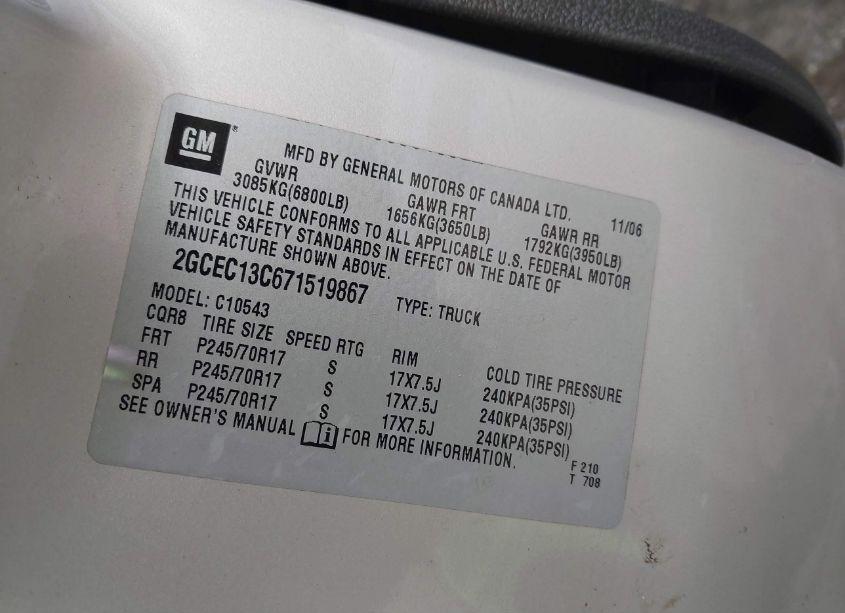 GM ®
MFD BY GENERAL MOTORS OF CANADA LTD. 11/06
GVWR GAWR FRT GAWR RR
3085KG(6800LB) 1656KG(3650LB) 1792KG(3950LB)
THIS VEHICLE CONFORMS TO ALL APPLICABLE U.S. FEDERAL MOTOR
VEHICLE SAFETY STANDARDS IN EFFECT ON THE DATE OF
MANUFACTURE SHOWN ABOVE.
2GCEC13C671519867 TYPE: TRUCK
MODEL: C10543
CQR8 TIRE SIZE SPEED RTG RIM COLD TIRE PRESSURE
FRT P245/70R17 S 17X7.5J 240KPA(35PSI)
RR P245/70R17 S 17X7.5J 240KPA(35PSI)
SPA P245/70R17 S 17X7.5J 240KPA(35PSI)
SEE OWNER'S MANUAL i FOR MORE INFORMATION.
F 210
T 708